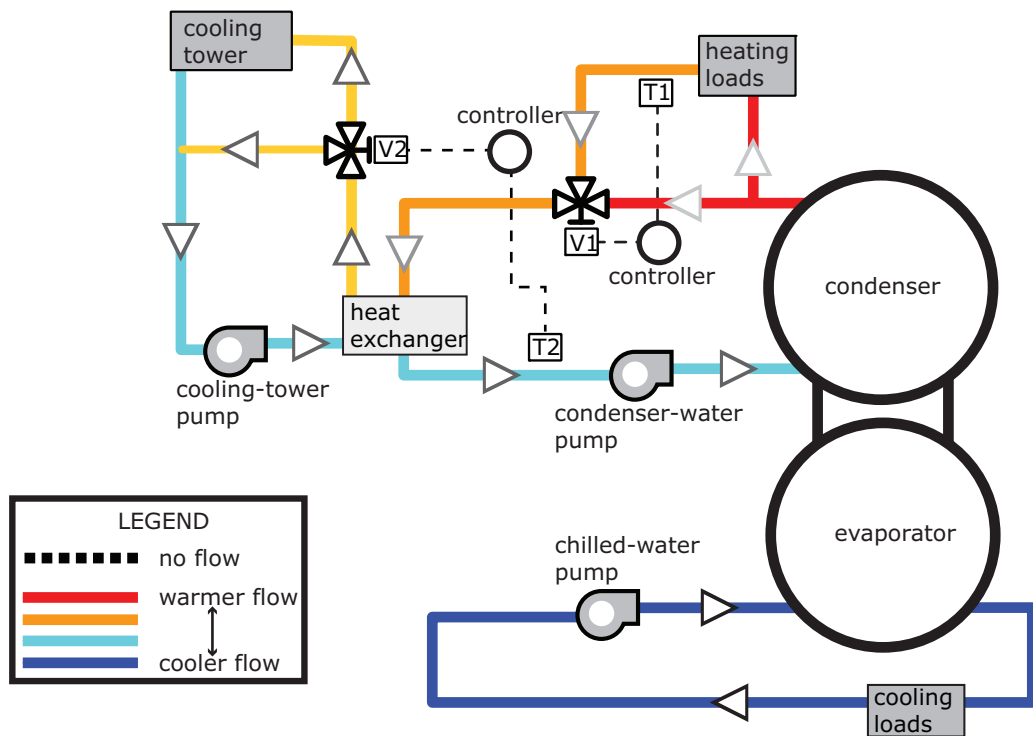 cooling
tower
heating
loads
T1
controller
V2
V1
controller
condenser
heat
exchanger
T2
cooling-tower
pump
condenser-water
pump
LEGEND
no flow
warmer flow
cooler flow
evaporator
chilled-water
pump
cooling
loads